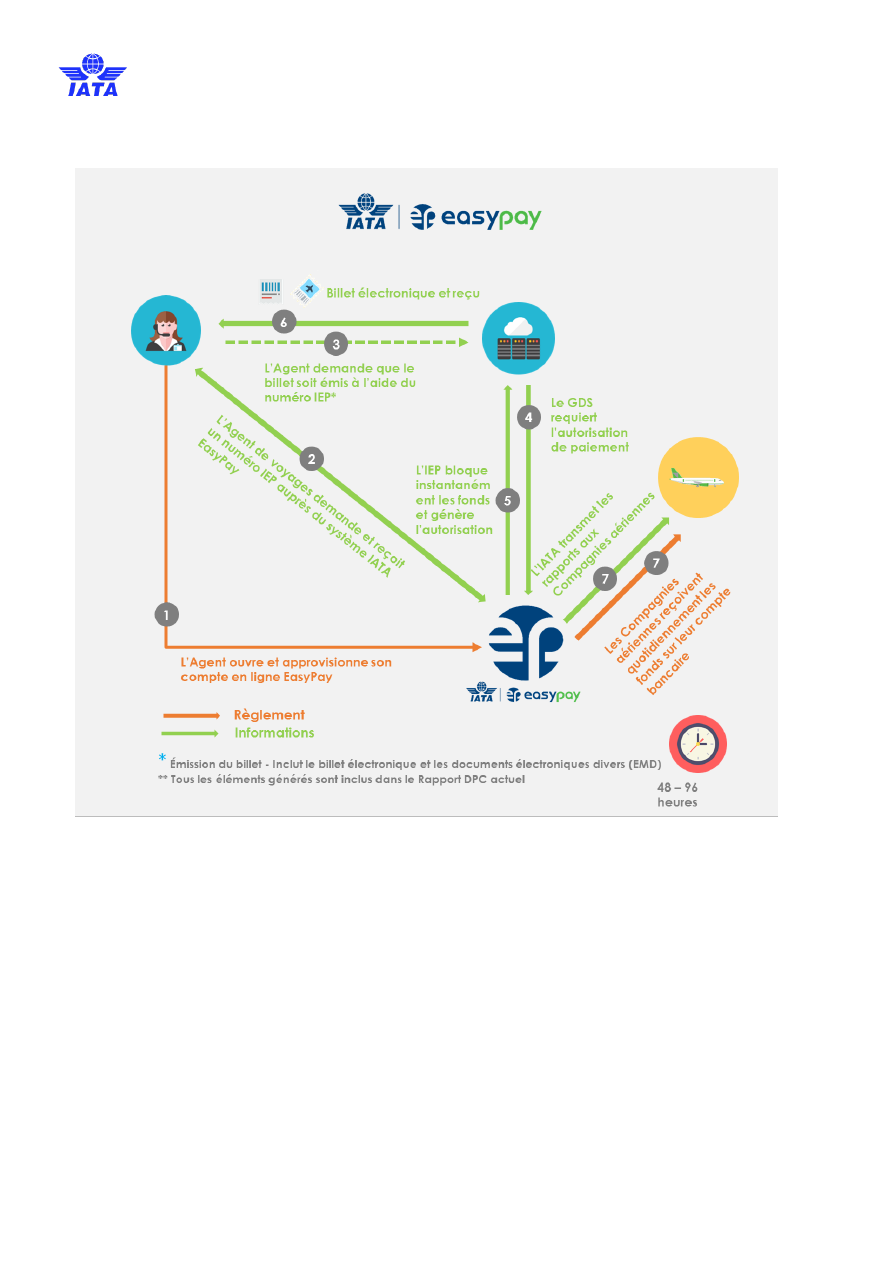 IATA
IATA easypay
Billet électronique et reçu
6
3
L'Agent demande que le
billet soit émis à l'aide du
numéro IEP*
4
Le GDS
requiert
l'autorisation
de paiement
2
L'Agent de voyages demande et reçoit
un numéro IEP auprès du système IATA
EasyPay
L'IEP bloque
instantaném
ent les fonds
et génère
l'autorisation
5
L'IATA transmet les
rapports aux
Compagnies aériennes
7
7
Les Compagnies
aériennes reçoivent
quotidiennement les
fonds sur leur compte
bancaire
1
L'Agent ouvre et approvisionne son
compte en ligne EasyPay
IATA easypay
Règlement
Informations
* Émission du billet - Inclut le billet électronique et les documents électroniques divers (EMD)
** Tous les éléments générés sont inclus dans le Rapport DPC actuel
48 – 96
heures